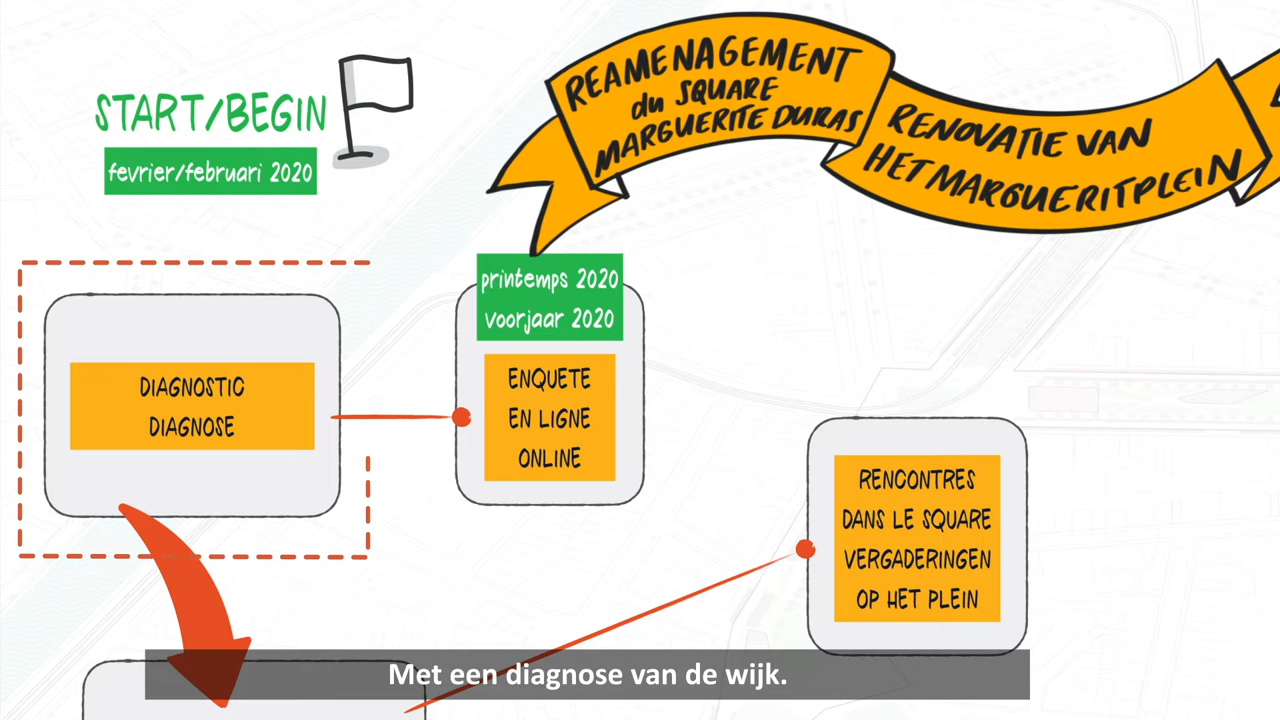 START/BEGIN
fevrier/februari 2020
REAMENAGEMENT
du SQUARE
MARGUERITE DURAS
RENOVATIE VAN
HET MARGUERITPLEIN
DIAGNOSTIC
DIAGNOSE
printemps 2020
voorjaar 2020
ENQUETE
EN LIGNE
ONLINE
RENCONTRES
DANS LE SQUARE
VERGADERINGEN
OP HET PLEIN
Met een diagnose van de wijk.